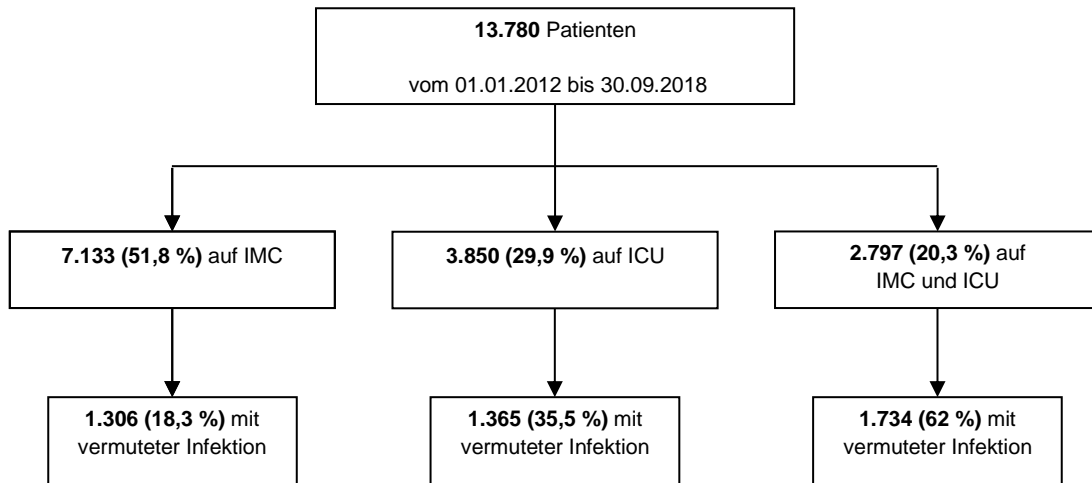 13.780 Patienten
vom 01.01.2012 bis 30.09.2018
7.133 (51,8 %) auf IMC
3.850 (29,9 %) auf ICU
2.797 (20,3 %) auf
IMC und ICU
1.306 (18,3 %) mit
vermuteter Infektion
1.365 (35,5 %) mit
vermuteter Infektion
1.734 (62 %) mit
vermuteter Infektion